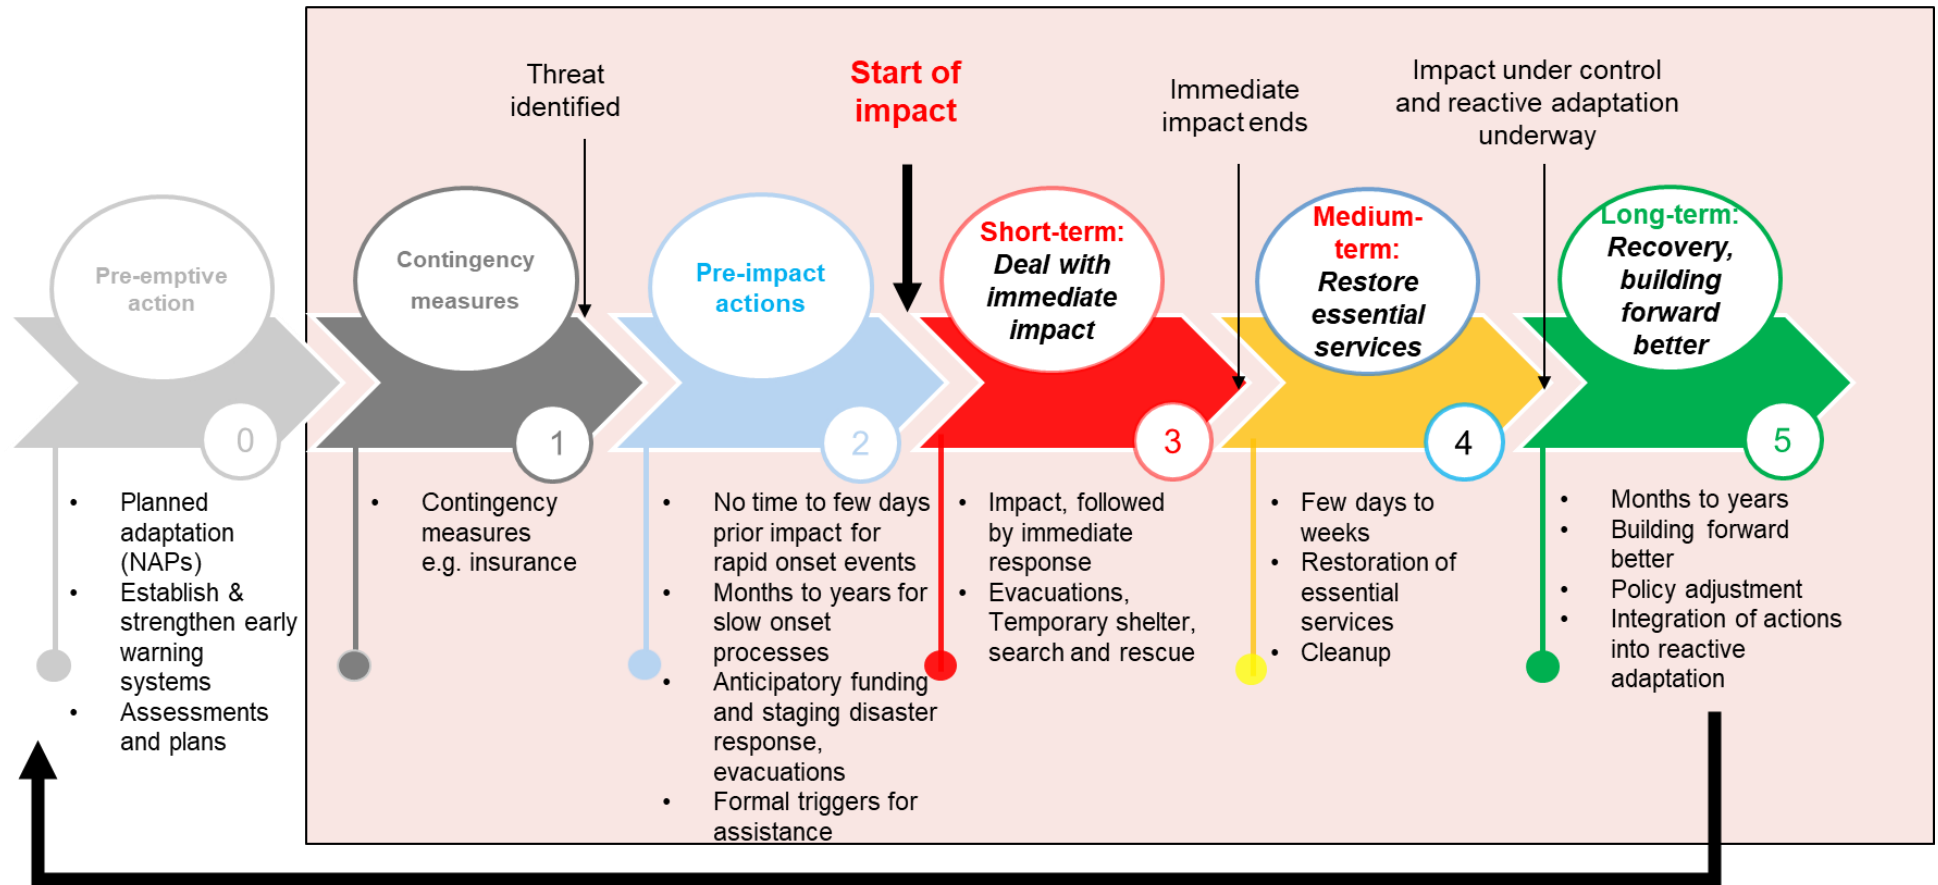 Threat
identified
Start of
impact
Immediate
impact ends
Impact under control
and reactive adaptation
underway
Pre-emptive
action
Contingency
measures
Pre-impact
actions
Short-term:
Deal with
immediate
impact
Medium-
term:
Restore
essential
services
Long-term:
Recovery,
building
forward
better
0
1
2
3
4
5
• Planned
adaptation
(NAPs)
• Establish &
strengthen early
warning
systems
• Assessments
and plans
• Contingency
measures
e.g. insurance
• No time to few days
prior impact for
rapid onset events
• Months to years for
slow onset
processes
• Anticipatory funding
and staging disaster
response,
evacuations
• Formal triggers for
assistance
• Impact, followed
by immediate
response
• Evacuations,
Temporary shelter,
search and rescue
• Few days to
weeks
• Restoration of
essential
services
• Cleanup
• Months to years
• Building forward
better
• Policy adjustment
• Integration of actions
into reactive
adaptation